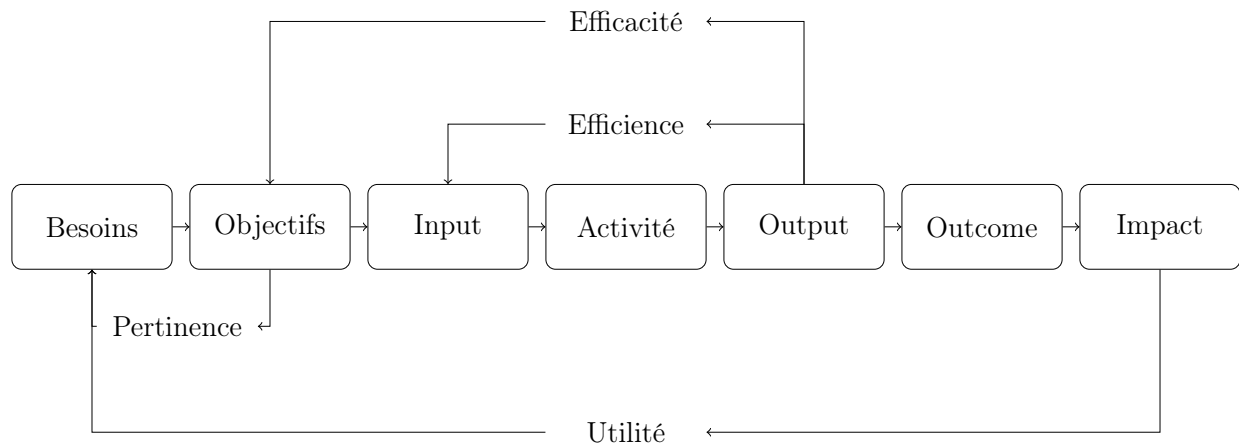 Efficacité
Efficience
Besoins
Objectifs
Input
Activité
Output
Outcome
Impact
Pertinence
Utilité